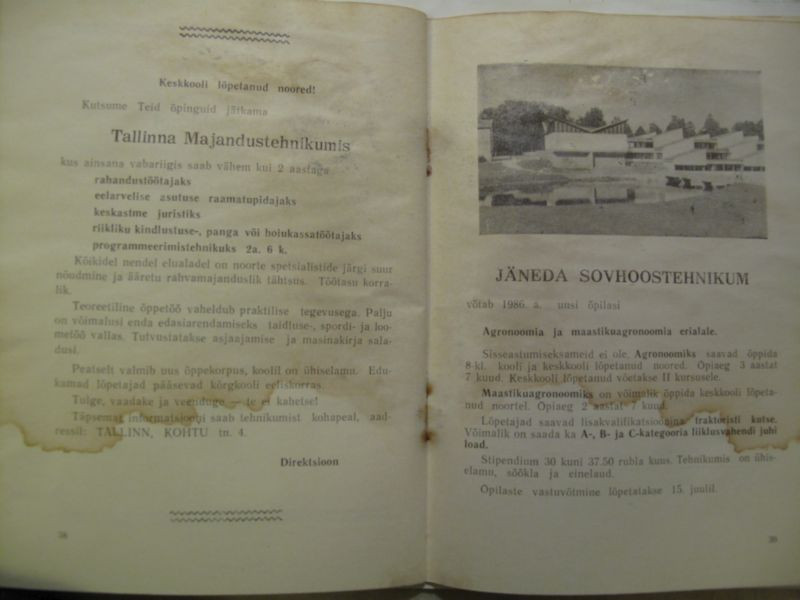 Keskkooli lõpetanud noored!
Kutsume Teid õpinguid jätkama
Tallinna Majandustehnikumis
kus ainsana vabariigis saab vähem kui 2 aastaga
rahandustöötajaks
eelarvelise asutuse raamatupidajaks
keskastme juristiks
riikliku kindlustuse-, panga või hoiukassatöötajaks
programmeerimistehnikuks 2a. 6 k.
Kõikidel nendel elualadel on noorte spetsialistide järgi suur
nõudmine ja ääretu rahvamajanduslik tähtsus. Töötasu korra-
lik.
Teoreetiline õppetöö vaheldub praktilise tegevusega. Palju
on võimalusi enda edasiarendamiseks taidluse-, spordi- ja loo-
metöö vallas. Tutvustatakse asjaajamise ja masinakirja sala-
dusi.
Peatselt valmib uus õppekorpus, koolil on ühiselamu. Edu-
kamad lõpetajad pääsevad kõrgkooli eeliskorras.
Tulge, vaadake ja veenduge — te ei kahetse!
Täpsemat informatsiooni saab tehnikumist kohapeal, aad-
ressil: TALLINN, KOHTU tn. 4.
Direktsioon
38
JÄNEDA SOVHOOSTEHNIKUM
võtab 1986. a. uusi õpilasi
Agronoomia ja maastikuagronoomia erialale.
Sisseastumiseksameid ei ole. Agronoomiks saavad õppida
8-kl. kooli ja keskkooli lõpetanud noored. Õpiaeg 3 aastat
7 kuud. Keskkooli lõpetanud võetakse II kursusele.
Maastikuagronoomiks on võimalik õppida keskkooli lõpeta-
nud noortel. Õpiaeg 2 aastat 7 kuud.
Lõpetajad saavad lisakvalifikatsioonina traktoristi kutse.
Võimalik on saada ka A-, B- ja C-kategooria liiklusvahendi juhi
load.
Stipendium 30 kuni 37.50 rubla kuus. Tehnikumis on ühis-
elamu, söökla ja einelaud.
Õpilaste vastuvõtmine lõpetatakse 15. juulil.
39